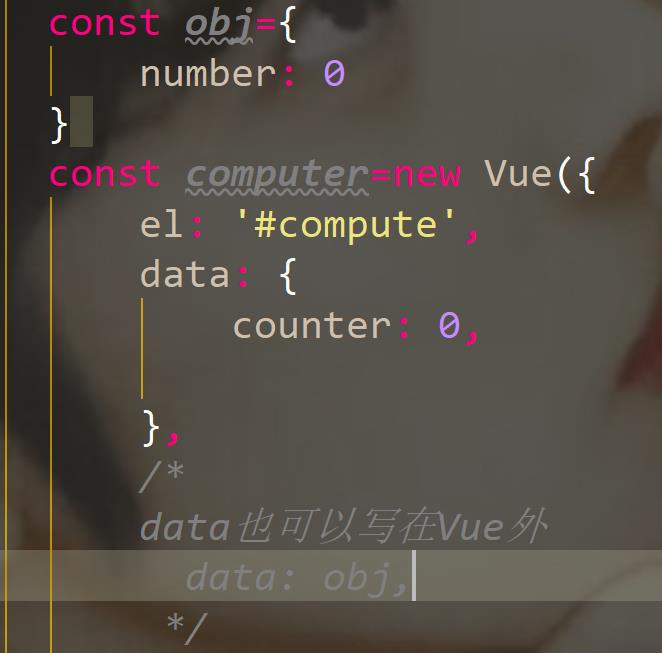 const obj={
number: 0
}
const computer=new Vue({
el: '#compute',
data: {
counter: 0,
},
/*
data也可以写在Vue外
data: obj,
*/